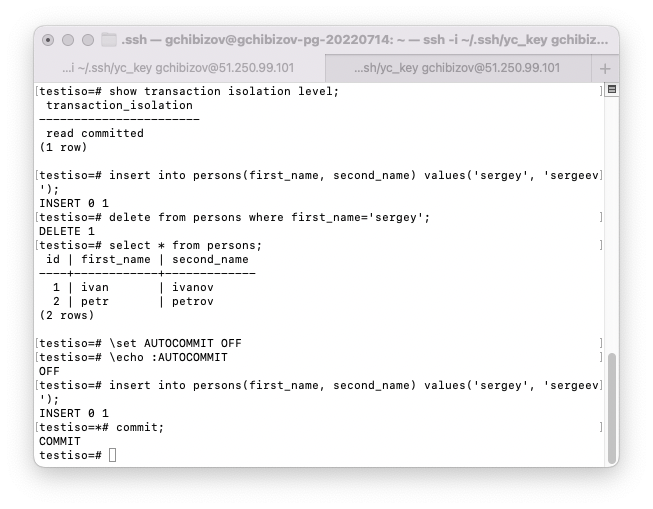 .ssh — gchibizov@gchibizov-pg-20220714: ~ — ssh -i ~/.ssh/yc_key gchibiz...
...i ~/.ssh/yc_key gchibizov@51.250.99.101
...sh/yc_key gchibizov@51.250.99.101
+
[testiso=# show transaction isolation level;]
 transaction_isolation
-----------------------
 read committed
(1 row)
[testiso=# insert into persons(first_name, second_name) values('sergey', 'sergeev]
');
INSERT 0 1
[testiso=# delete from persons where first_name='sergey';]
DELETE 1
[testiso=# select * from persons;]
 id | first_name | second_name
----+------------+-------------
  1 | ivan       | ivanov
  2 | petr       | petrov
(2 rows)
[testiso=# \set AUTOCOMMIT OFF]
[testiso=# \echo :AUTOCOMMIT]
OFF
[testiso=# insert into persons(first_name, second_name) values('sergey', 'sergeev]
');
INSERT 0 1
[testiso=*# commit;]
COMMIT
testiso=#